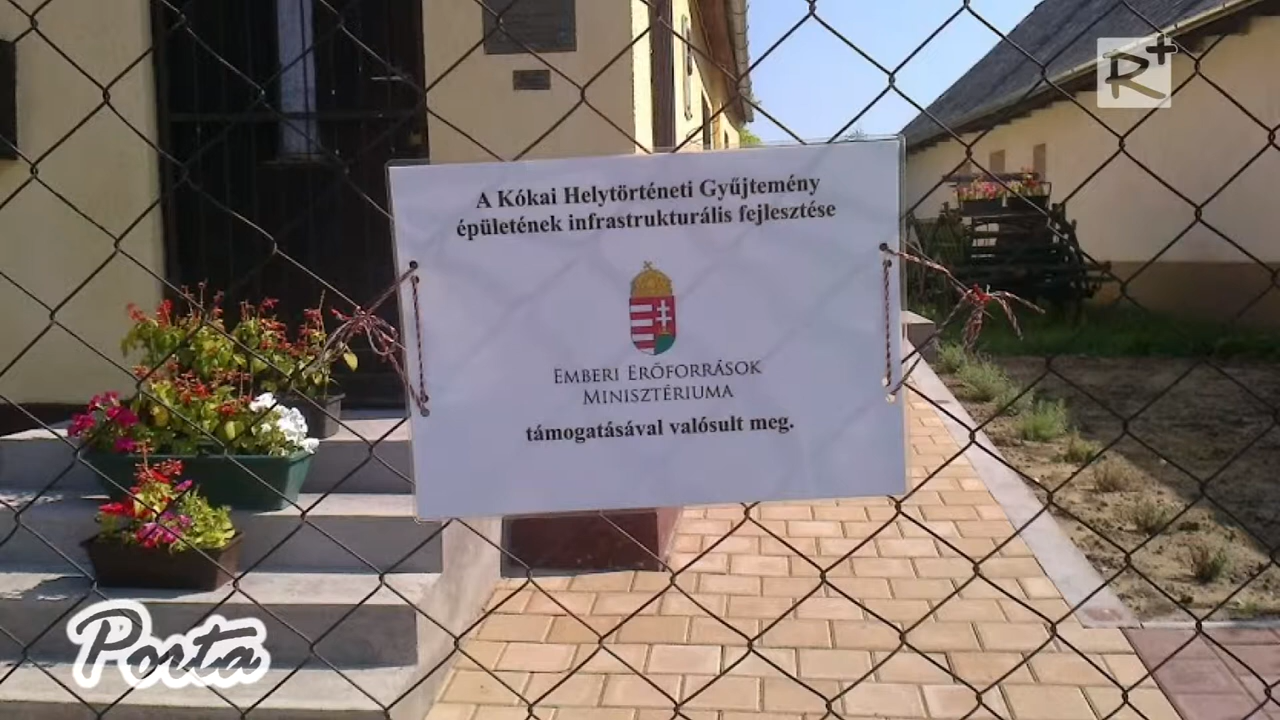 R+
A Kókai Helytörténeti Gyűjtemény
épületének infrastrukturális fejlesztése
Emberi Erőforrások
Minisztériuma
támogatásával valósult meg.
Porta